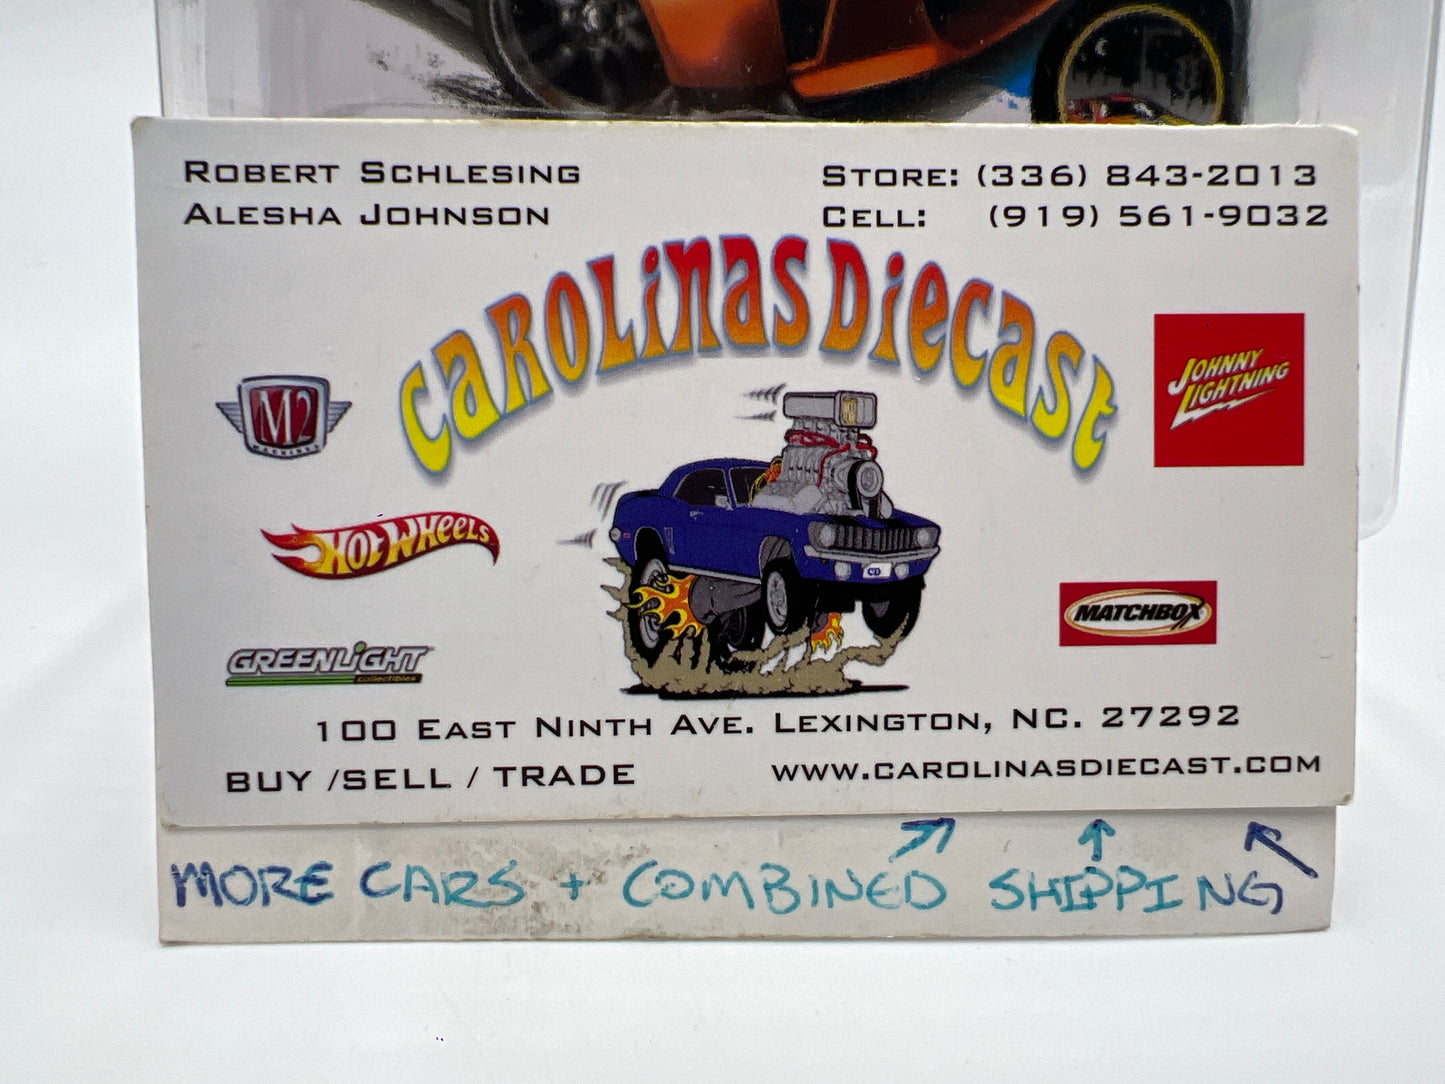 Robert Schlesing
Alesha Johnson
Store: (336) 843-2013
Cell: (919) 561-9032
Carolinas Diecast
M2
MACHINES
Johnny Lightning
Hot Wheels
CD
MATCHBOX
GREENLIGHT
collectibles
100 East Ninth Ave. Lexington, NC. 27292
BUY /SELL / TRADE
www.carolinasdiecast.com
MORE CARS + COMBINED SHIPPING